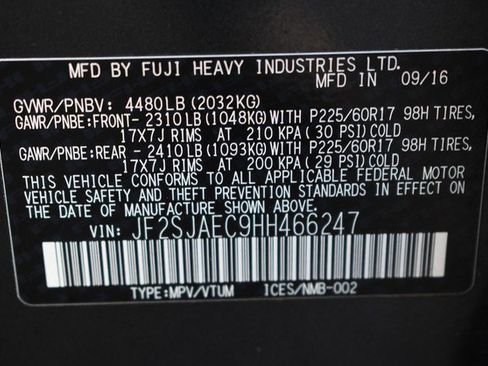 MFD BY FUJI HEAVY INDUSTRIES LTD.
MFD IN 09/16
GVWR/PNBV: 4480LB(2032KG)
GAWR/PNBE:FRONT-2310LB(1048KG)WITH P225/60R17 98H TIRES,
17X7J RIMS AT 210 KPA(30 PSI)COLD
GAWR/PNBE:REAR -2410LB(1093KG)WITH P225/60R17 98H TIRES,
17X7J RIMS AT 200 KPA(29 PSI)COLD
THIS VEHICLE CONFORMS TO ALL APPLICABLE FEDERAL MOTOR
VEHICLE SAFETY AND THEFT PREVENTION STANDARDS IN EFFECT ON
THE DATE OF MANUFACTURE SHOWN ABOVE.
VIN: JF2SJAEC9HH466247
TYPE:MPV/VTUM ICES/NMB-002